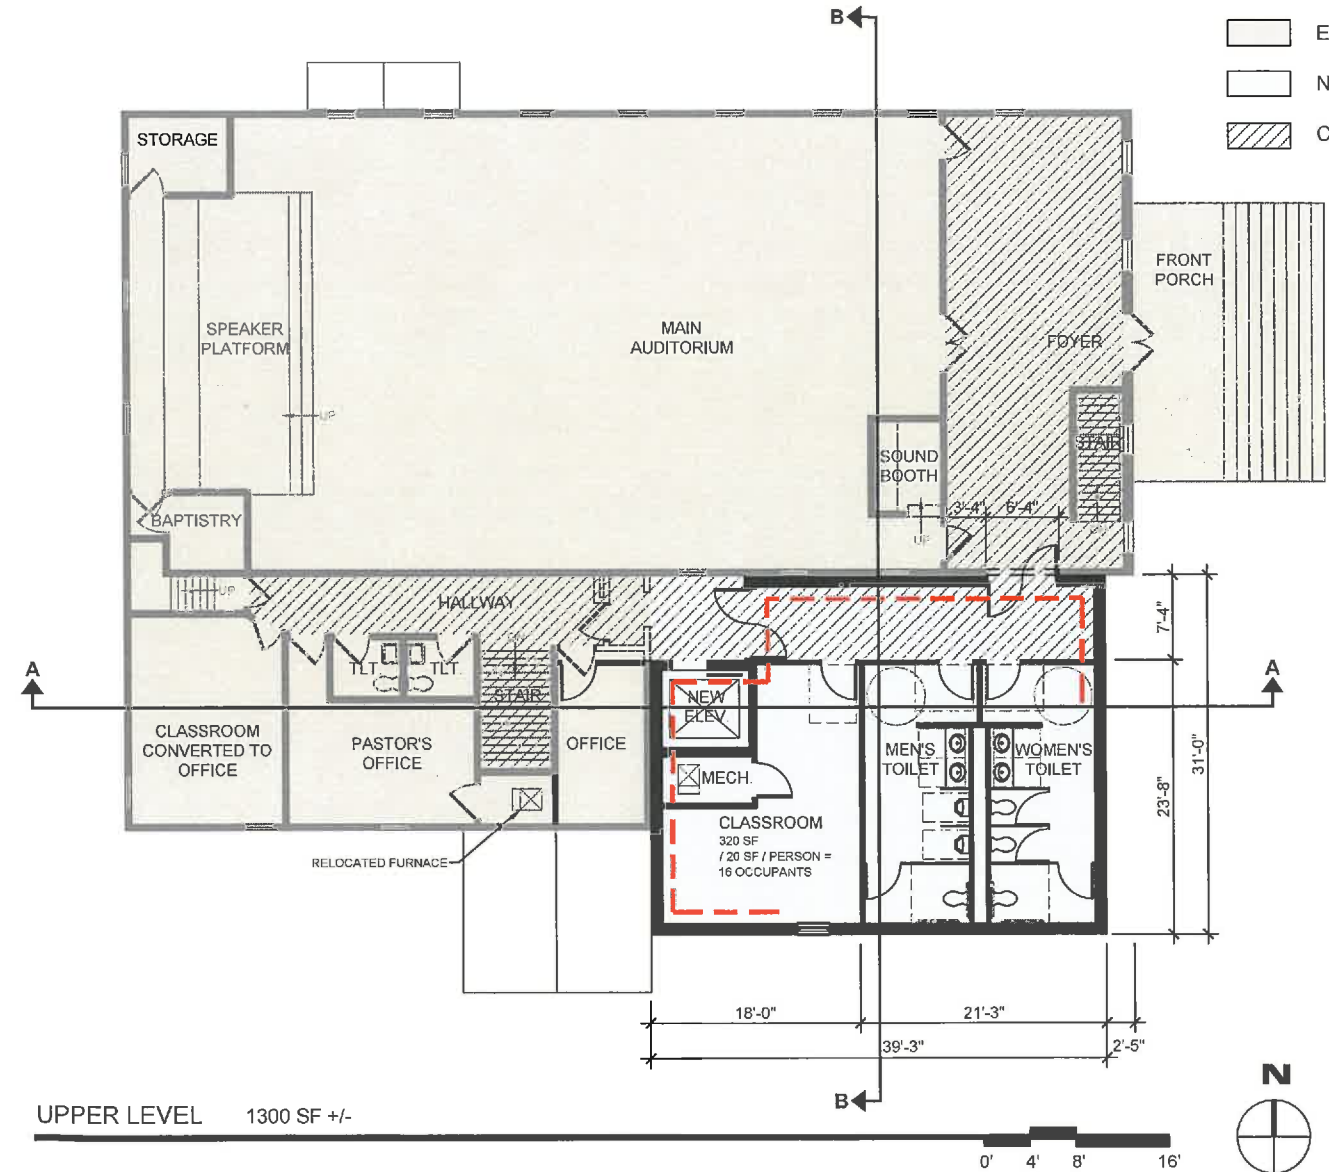 B
E
N
C
STORAGE
SPEAKER
PLATFORM
UP
MAIN
AUDITORIUM
FOYER
FRONT
PORCH
STAIR
SOUND
BOOTH
3'-4"
6'-4"
UP
BAPTISTRY
UP
HALLWAY
7'-4"
A
TLT
TLT.
STAIR
NEW
ELEV.
A
CLASSROOM
CONVERTED TO
OFFICE
PASTOR'S
OFFICE
OFFICE
MECH.
MEN'S
TOILET
WOMEN'S
TOILET
31'-0"
23'-8"
CLASSROOM
320 SF
/ 20 SF / PERSON =
16 OCCUPANTS
RELOCATED FURNACE
18'-0"
21'-3"
39'-3"
2'-5"
B
N
UPPER LEVEL 1300 SF +/-
0' 4' 8' 16'